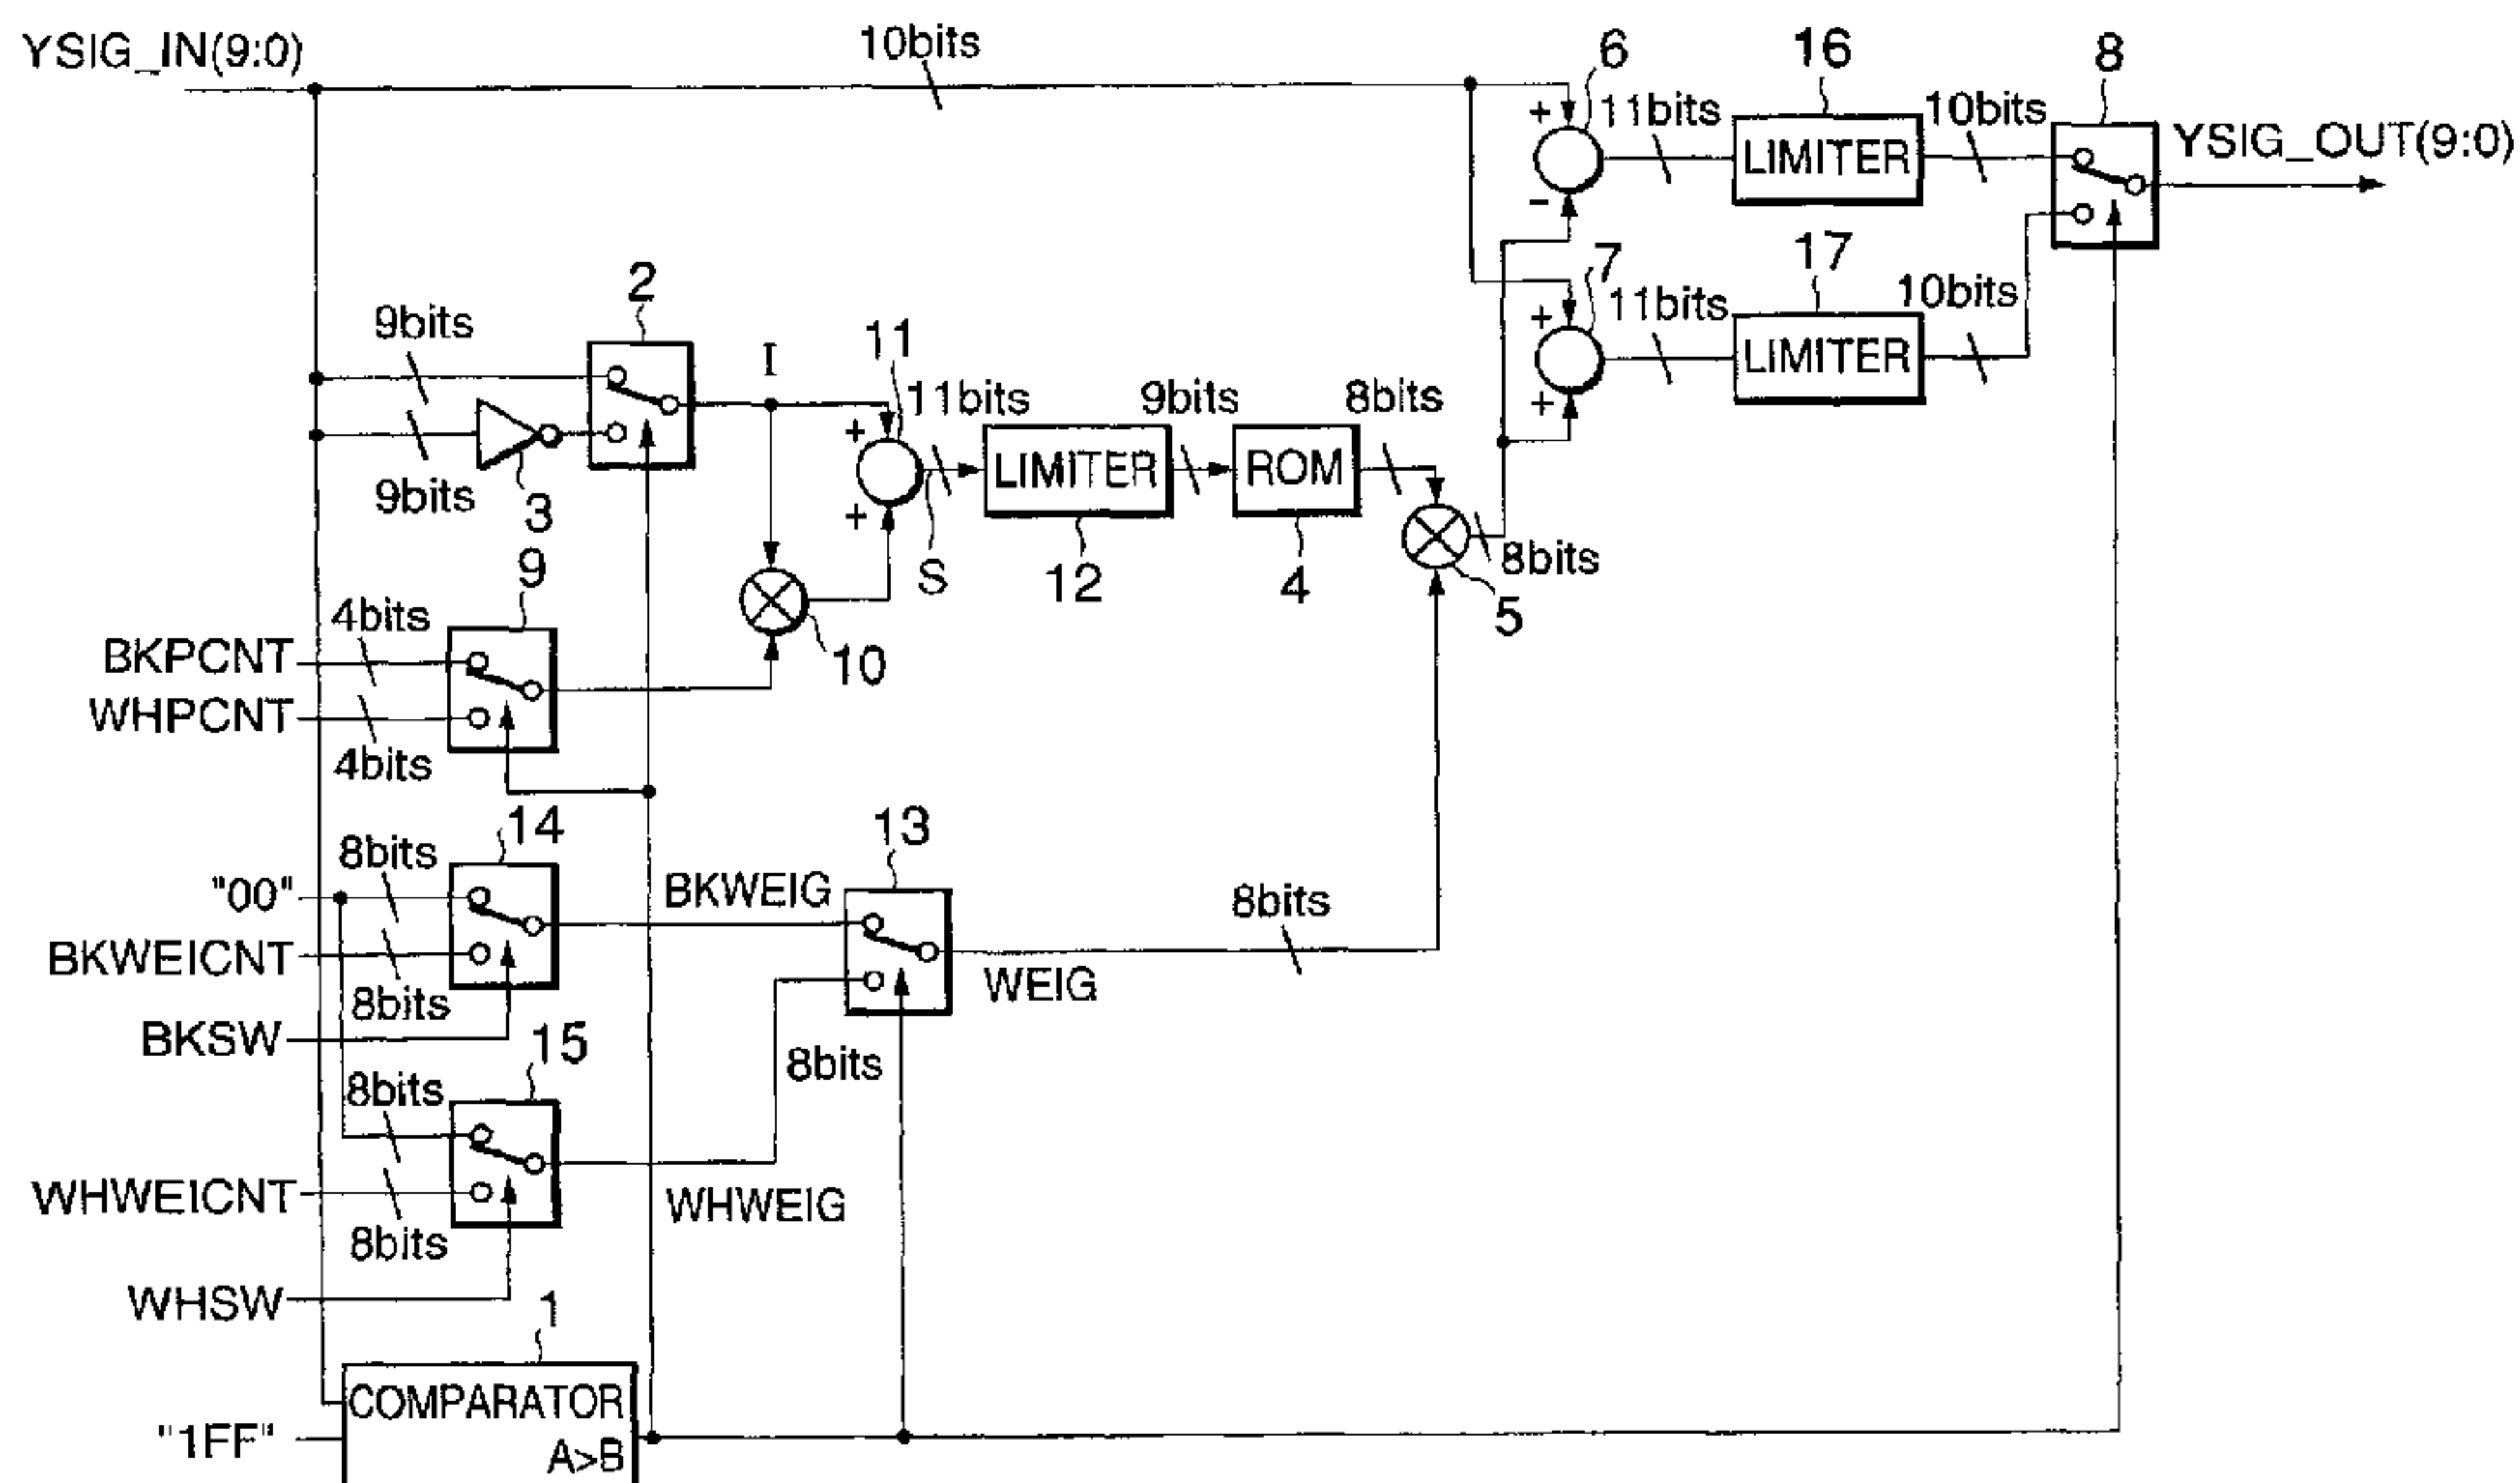 YSIG_IN(9:0)
10bits
6
16
8
+
11bits
10bits
LIMITER
YSIG_OUT(9:0)
-
7
17
2
9bits
I
11
+
11bits
10bits
LIMITER
+
11bits
9bits
8bits
+
LIMITER
ROM
9bits
3
+
S
12
4
8bits
5
9
4bits
BKPCNT
10
WHPCNT
4bits
14
13
8bits
"00"
BKWEIG
8bits
BKWEICNT
WEIG
8bits
BKSW
15
8bits
8bits
WHWEICNT
WHWEIG
8bits
WHSW
1
COMPARATOR
"1FF"
A>B